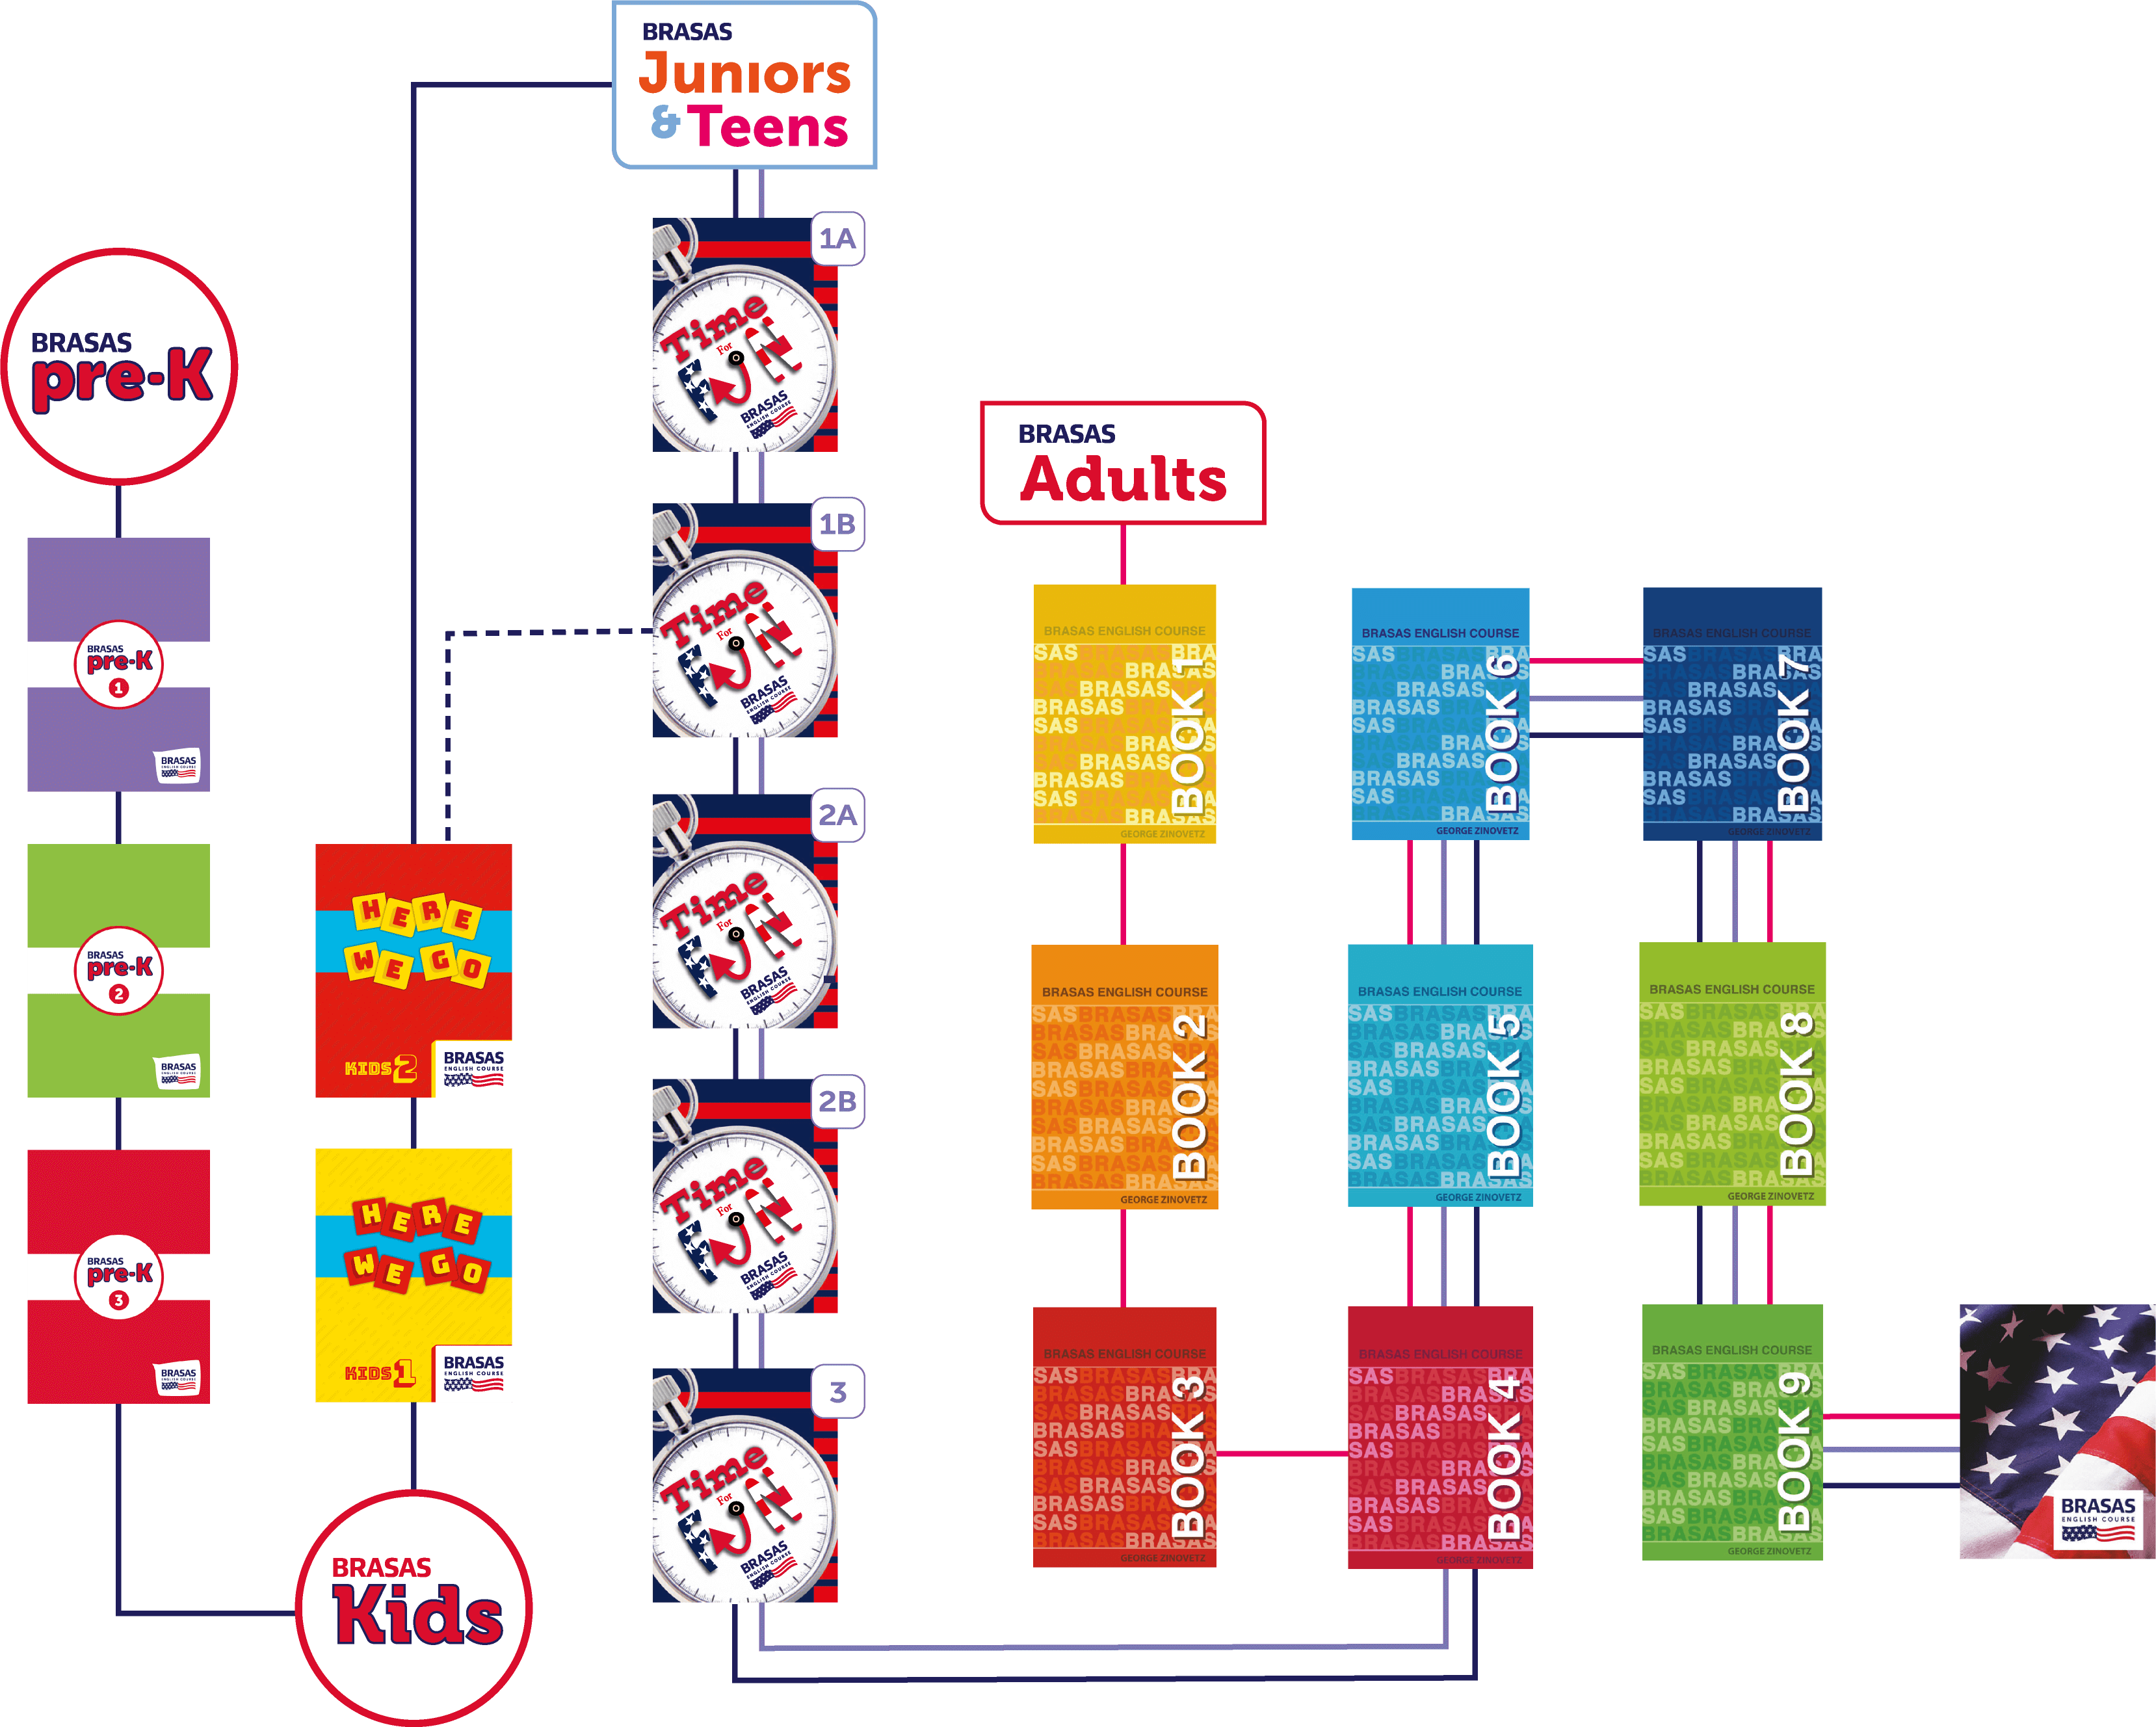 BRASAS
pre-K
BRASAS
pre-K
1
BRASAS
ENGLISH COURSE
BRASAS
pre-K
2
BRASAS
ENGLISH COURSE
BRASAS
pre-K
3
BRASAS
ENGLISH COURSE
BRASAS
Kids
HERE
WE GO
KIDS 1
BRASAS
ENGLISH COURSE
HERE
WE GO
KIDS 2
BRASAS
ENGLISH COURSE
BRASAS
Juniors
& Teens
1A
Time
For
FUN
BRASAS
ENGLISH COURSE
1B
Time
For
FUN
BRASAS
ENGLISH COURSE
2A
Time
For
FUN
BRASAS
ENGLISH COURSE
2B
Time
For
FUN
BRASAS
ENGLISH COURSE
3
Time
For
FUN
BRASAS
ENGLISH COURSE
BRASAS
Adults
BRASAS ENGLISH COURSE
BOOK 1
GEORGE ZINOVETZ
BRASAS ENGLISH COURSE
BOOK 2
GEORGE ZINOVETZ
BRASAS ENGLISH COURSE
BOOK 3
GEORGE ZINOVETZ
BRASAS ENGLISH COURSE
BOOK 4
GEORGE ZINOVETZ
BRASAS ENGLISH COURSE
BOOK 5
GEORGE ZINOVETZ
BRASAS ENGLISH COURSE
BOOK 6
GEORGE ZINOVETZ
BRASAS ENGLISH COURSE
BOOK 7
GEORGE ZINOVETZ
BRASAS ENGLISH COURSE
BOOK 8
GEORGE ZINOVETZ
BRASAS ENGLISH COURSE
BOOK 9
GEORGE ZINOVETZ
BRASAS
ENGLISH COURSE